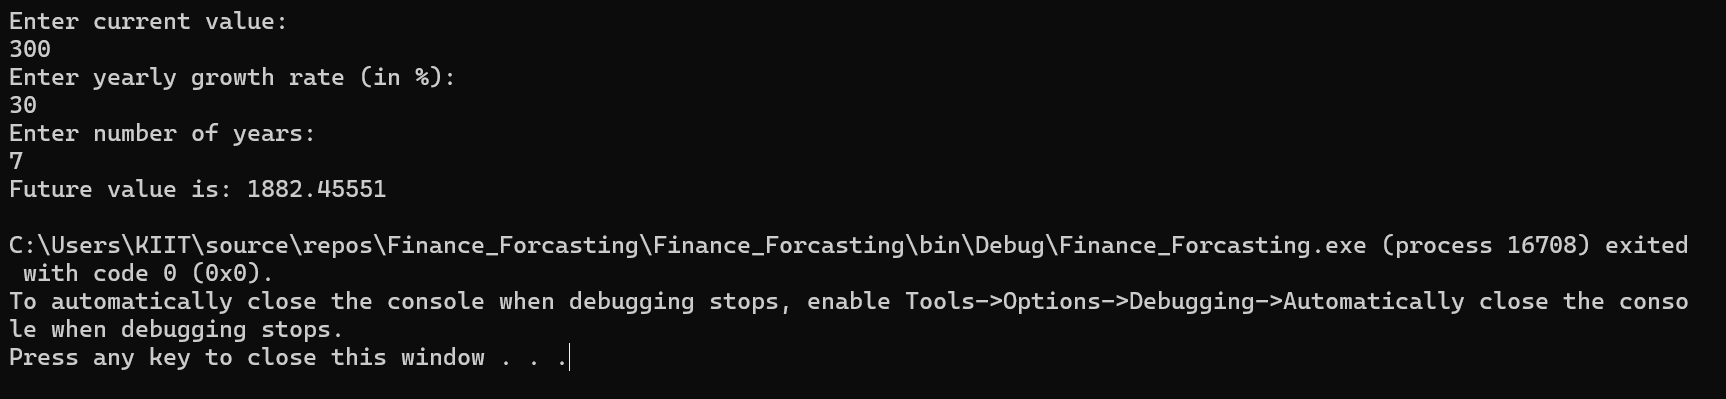 Enter current value:
300
Enter yearly growth rate (in %):
30
Enter number of years:
7
Future value is: 1882.45551
C:\Users\KIIT\source\repos\Finance_Forcasting\Finance_Forcasting\bin\Debug\Finance_Forcasting.exe (process 16708) exited
 with code 0 (0x0).
To automatically close the console when debugging stops, enable Tools->Options->Debugging->Automatically close the conso
le when debugging stops.
Press any key to close this window . . .